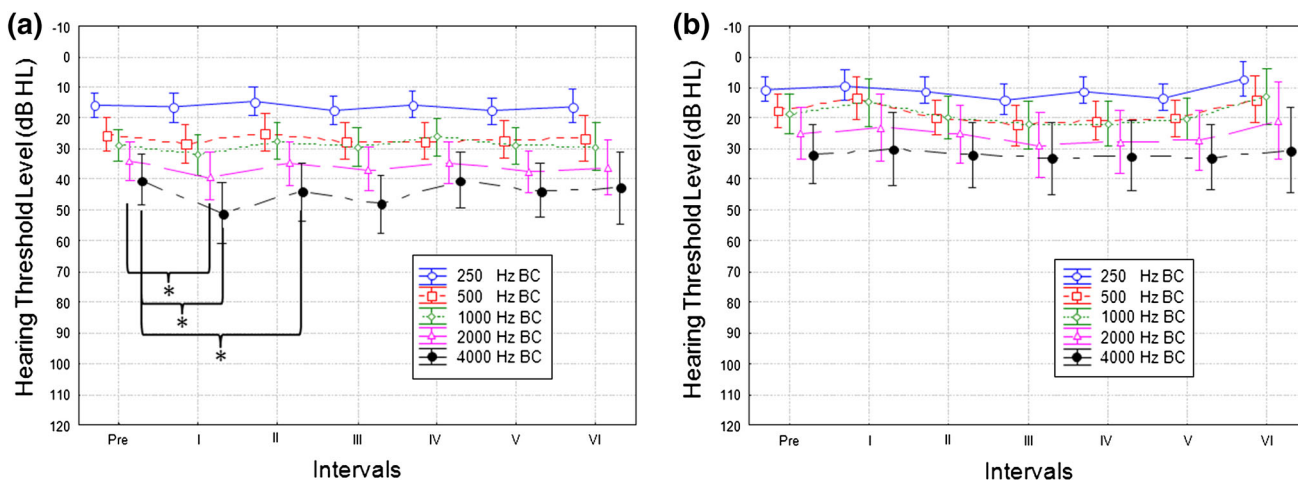 (a)
Hearing Threshold Level (dB HL)
-10
0
10
20
30
40
50
60
70
80
90
100
110
120
*
*
*
250 Hz BC
500 Hz BC
1000 Hz BC
2000 Hz BC
4000 Hz BC
Pre I II III IV V VI
Intervals
(b)
Hearing Threshold Level (dB HL)
-10
0
10
20
30
40
50
60
70
80
90
100
110
120
250 Hz BC
500 Hz BC
1000 Hz BC
2000 Hz BC
4000 Hz BC
Pre I II III IV V VI
Intervals